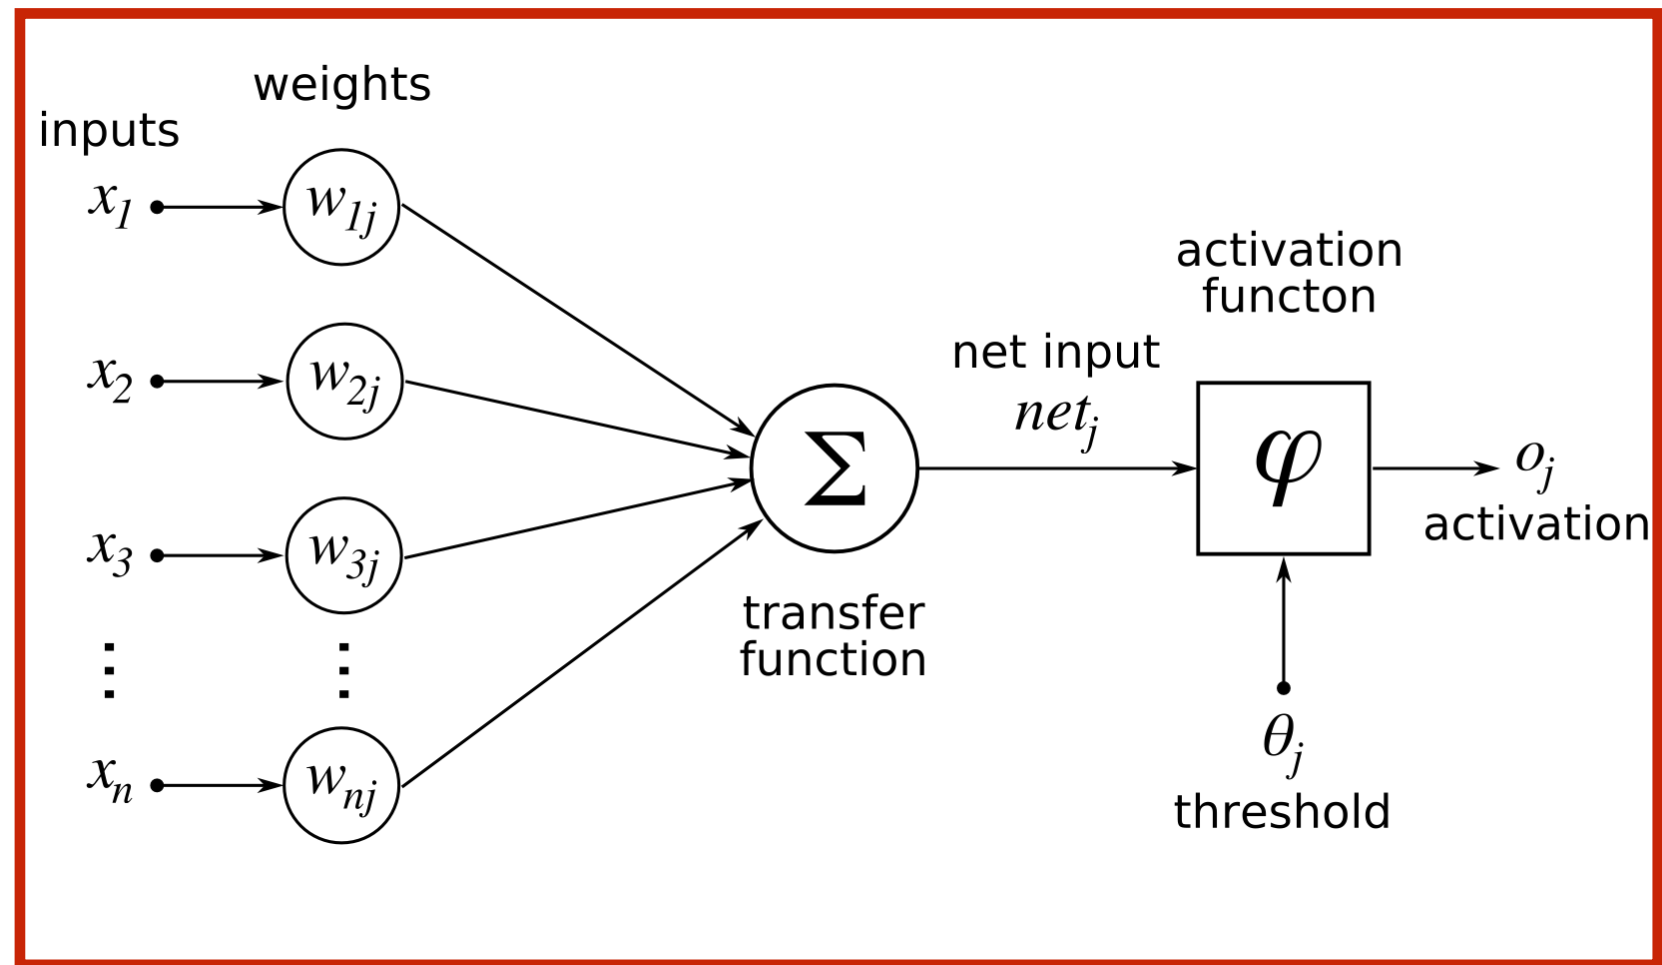 weights
inputs
x1
w1j
x2
w2j
x3
w3j
⋮ ⋮
xn
wnj
Σ
transfer
function
net input
netj
activation
functon
φ
oj
activation
θj
threshold